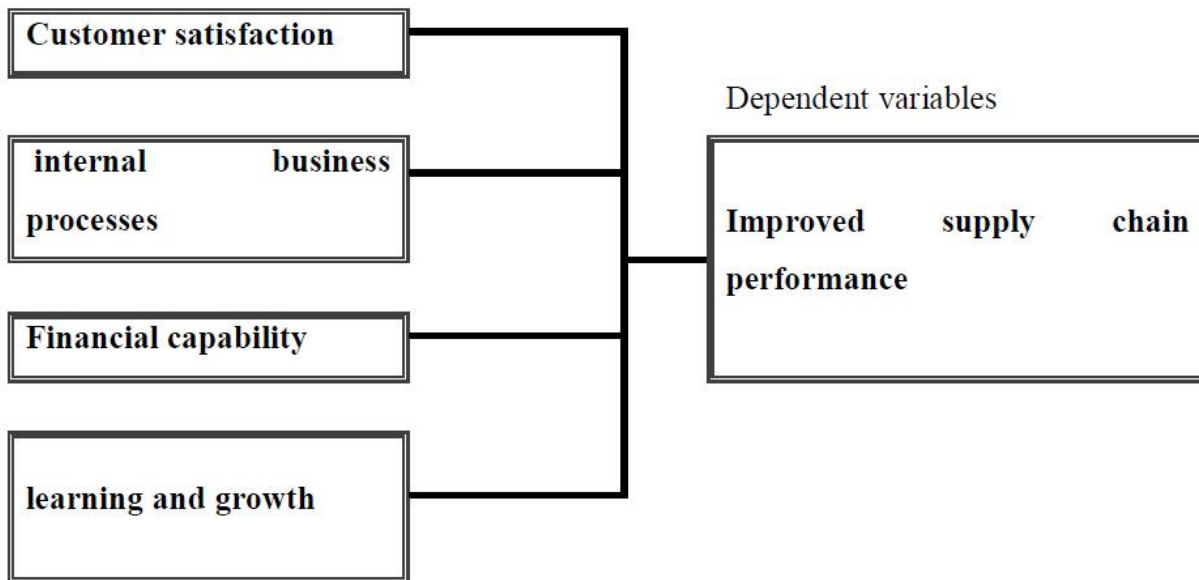 Customer satisfaction
internal business
processes
Financial capability
learning and growth
Dependent variables
Improved supply chain
performance